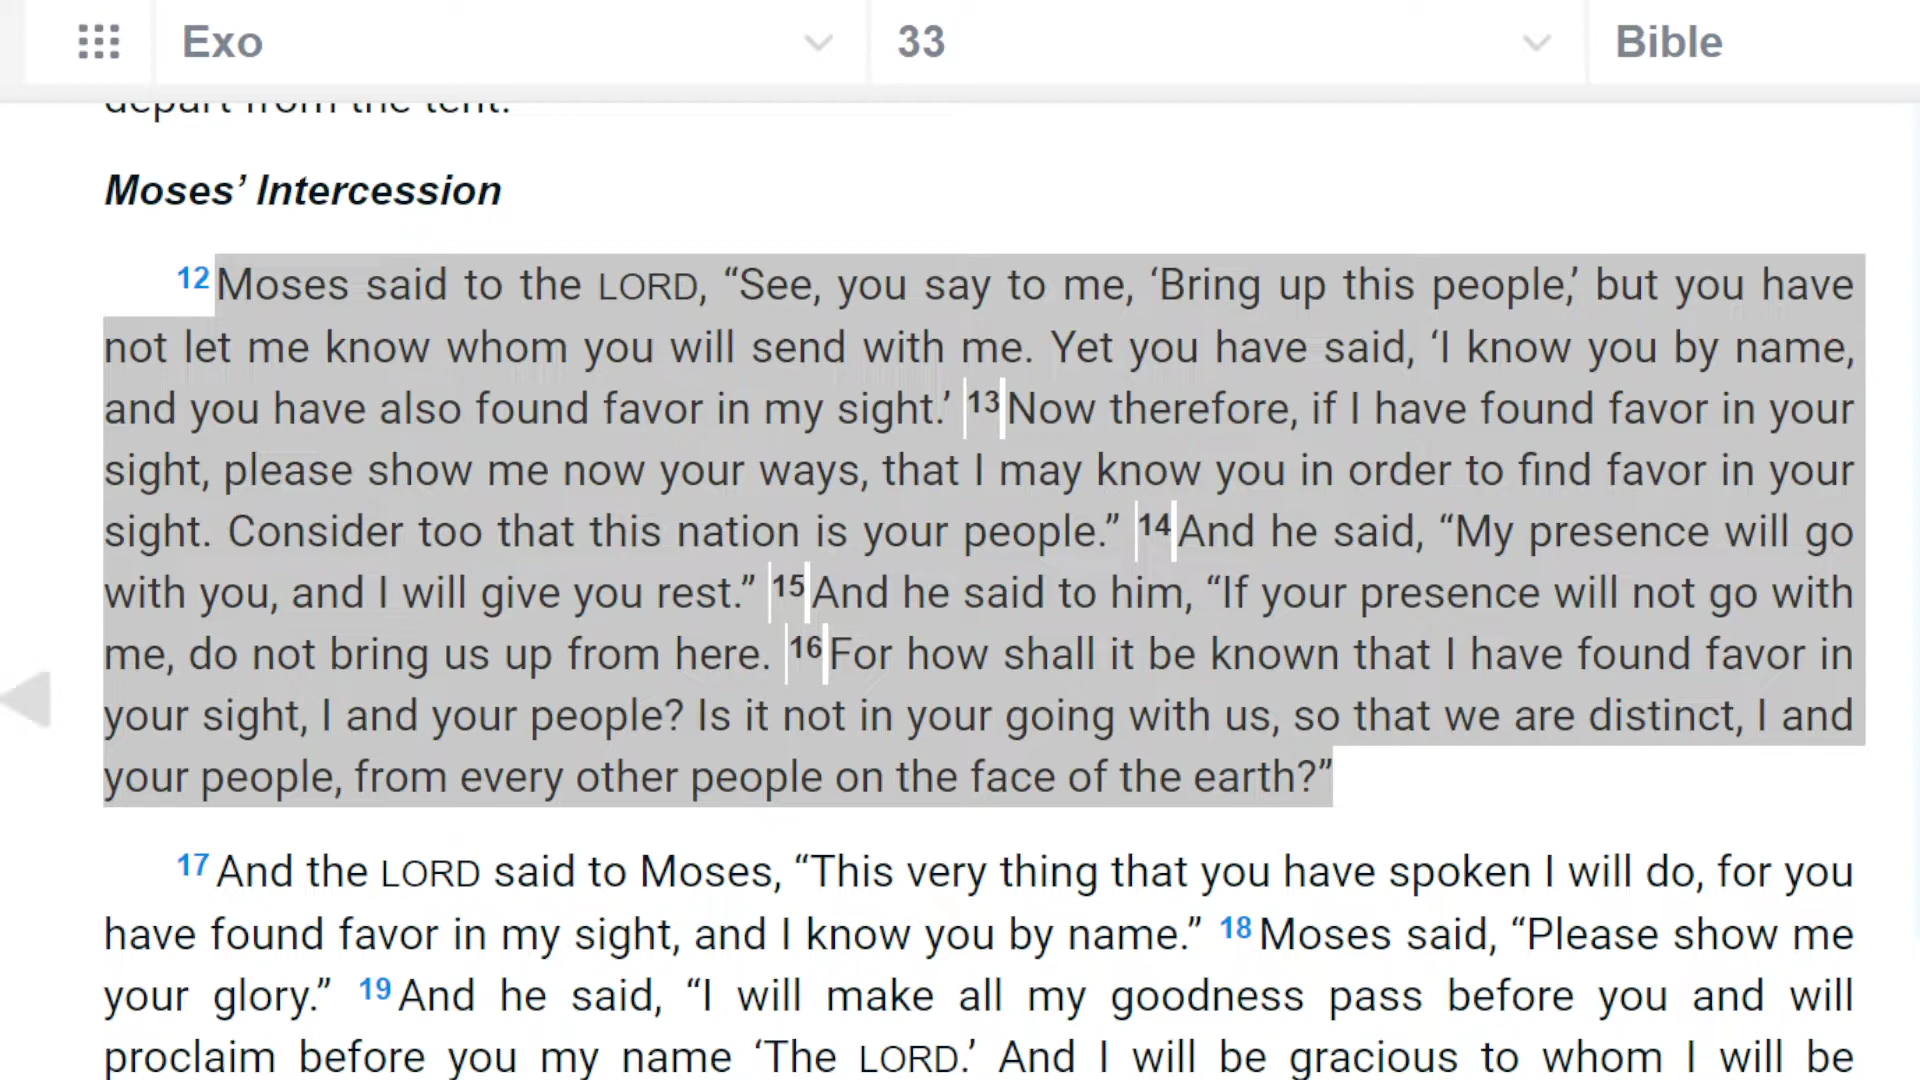 Exo 33 Bible
depart from the tent.
Moses’ Intercession
12 Moses said to the LORD, “See, you say to me, ‘Bring up this people,’ but you have
not let me know whom you will send with me. Yet you have said, ‘I know you by name,
and you have also found favor in my sight.’ 13 Now therefore, if I have found favor in your
sight, please show me now your ways, that I may know you in order to find favor in your
sight. Consider too that this nation is your people.” 14 And he said, “My presence will go
with you, and I will give you rest.” 15 And he said to him, “If your presence will not go with
me, do not bring us up from here. 16 For how shall it be known that I have found favor in
your sight, I and your people? Is it not in your going with us, so that we are distinct, I and
your people, from every other people on the face of the earth?”
17 And the LORD said to Moses, “This very thing that you have spoken I will do, for you
have found favor in my sight, and I know you by name.” 18 Moses said, “Please show me
your glory.” 19 And he said, “I will make all my goodness pass before you and will
proclaim before you my name ‘The LORD.’ And I will be gracious to whom I will be